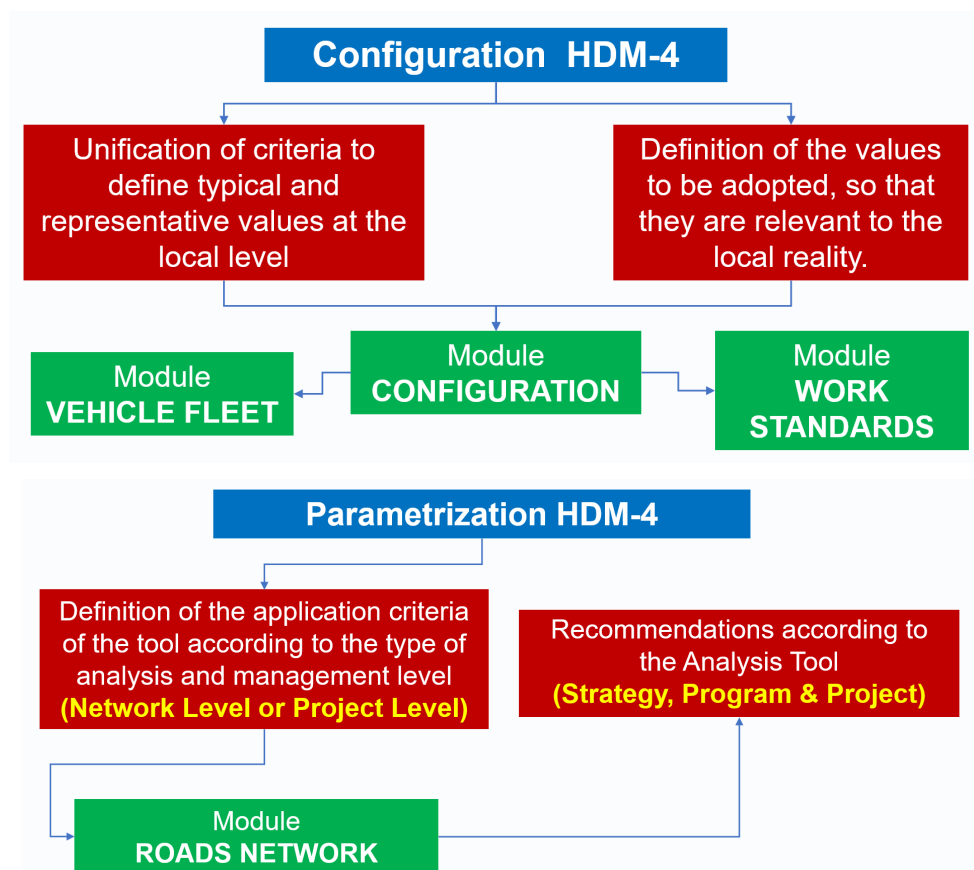 Configuration HDM-4
Unification of criteria to
define typical and
representative values at the
local level
Definition of the values
to be adopted, so that
they are relevant to the
local reality.
Module
VEHICLE FLEET
Module
CONFIGURATION
Module
WORK
STANDARDS
Parametrization HDM-4
Definition of the application criteria
of the tool according to the type of
analysis and management level
(Network Level or Project Level)
Recommendations according to
the Analysis Tool
(Strategy, Program & Project)
Module
ROADS NETWORK